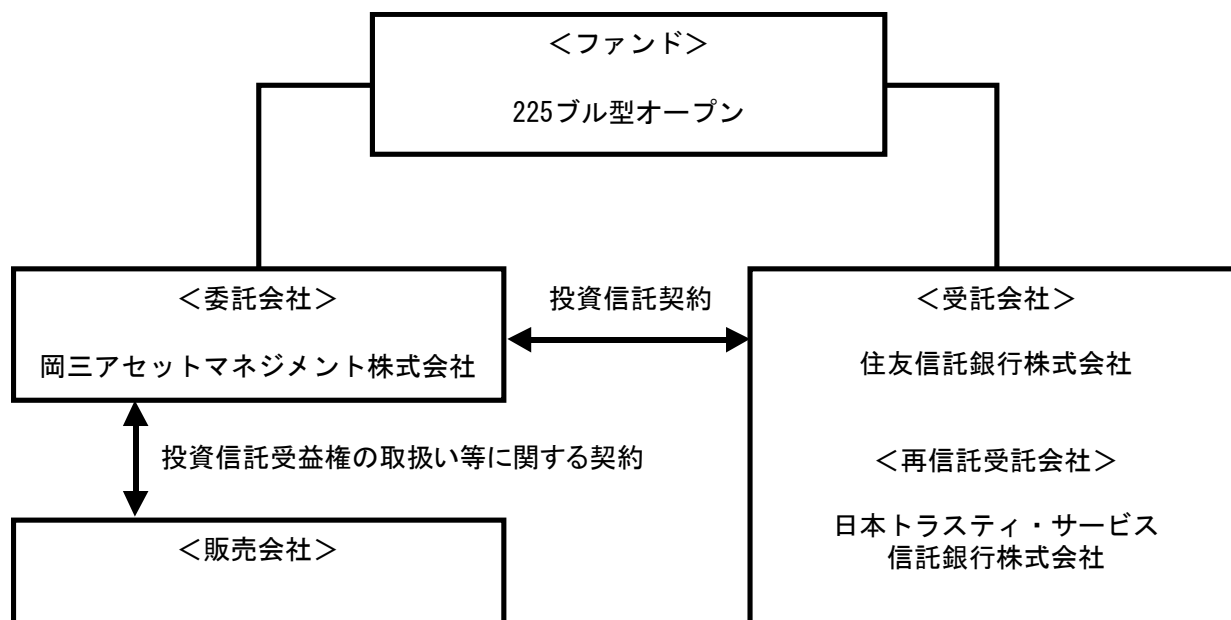 ＜ファンド＞
225ブル型オープン
＜委託会社＞
岡三アセットマネジメント株式会社
投資信託契約
＜受託会社＞
住友信託銀行株式会社
投資信託受益権の取扱い等に関する契約
＜再信託受託会社＞
日本トラスティ・サービス
信託銀行株式会社
＜販売会社＞